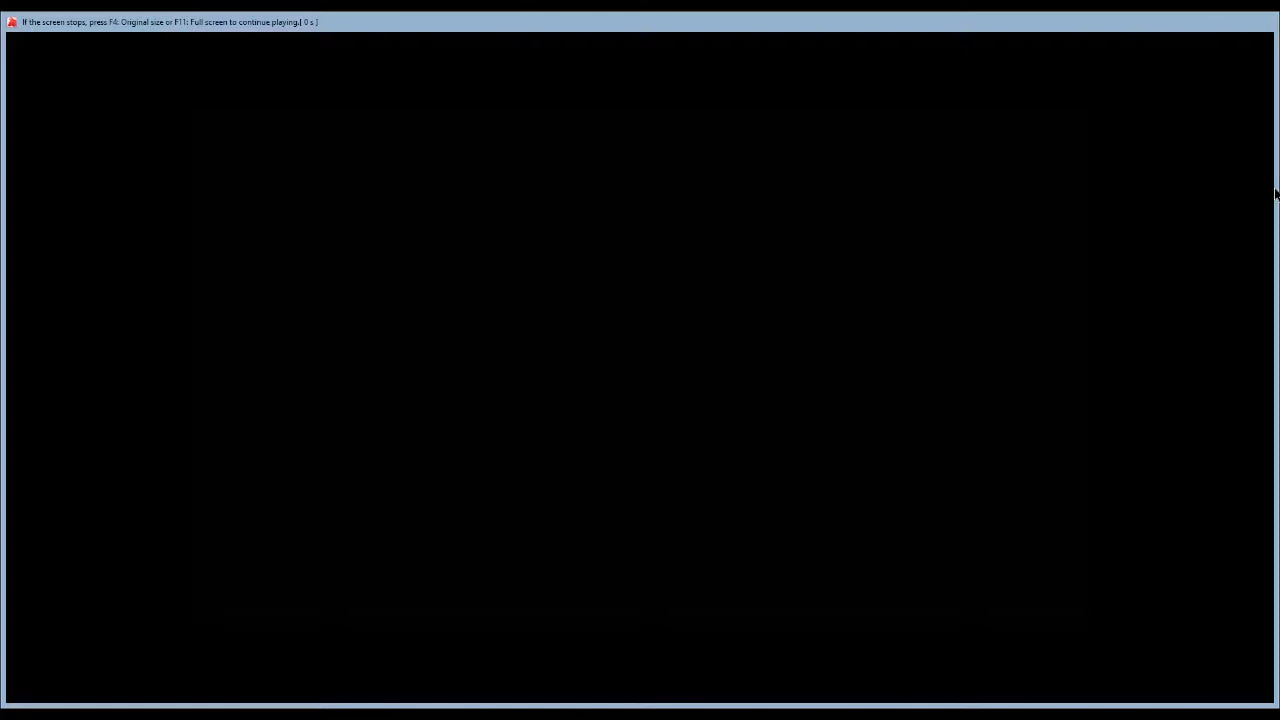 If the screen stops, press F4: Original size or F11: Full screen to continue playing.[ 0 s ]